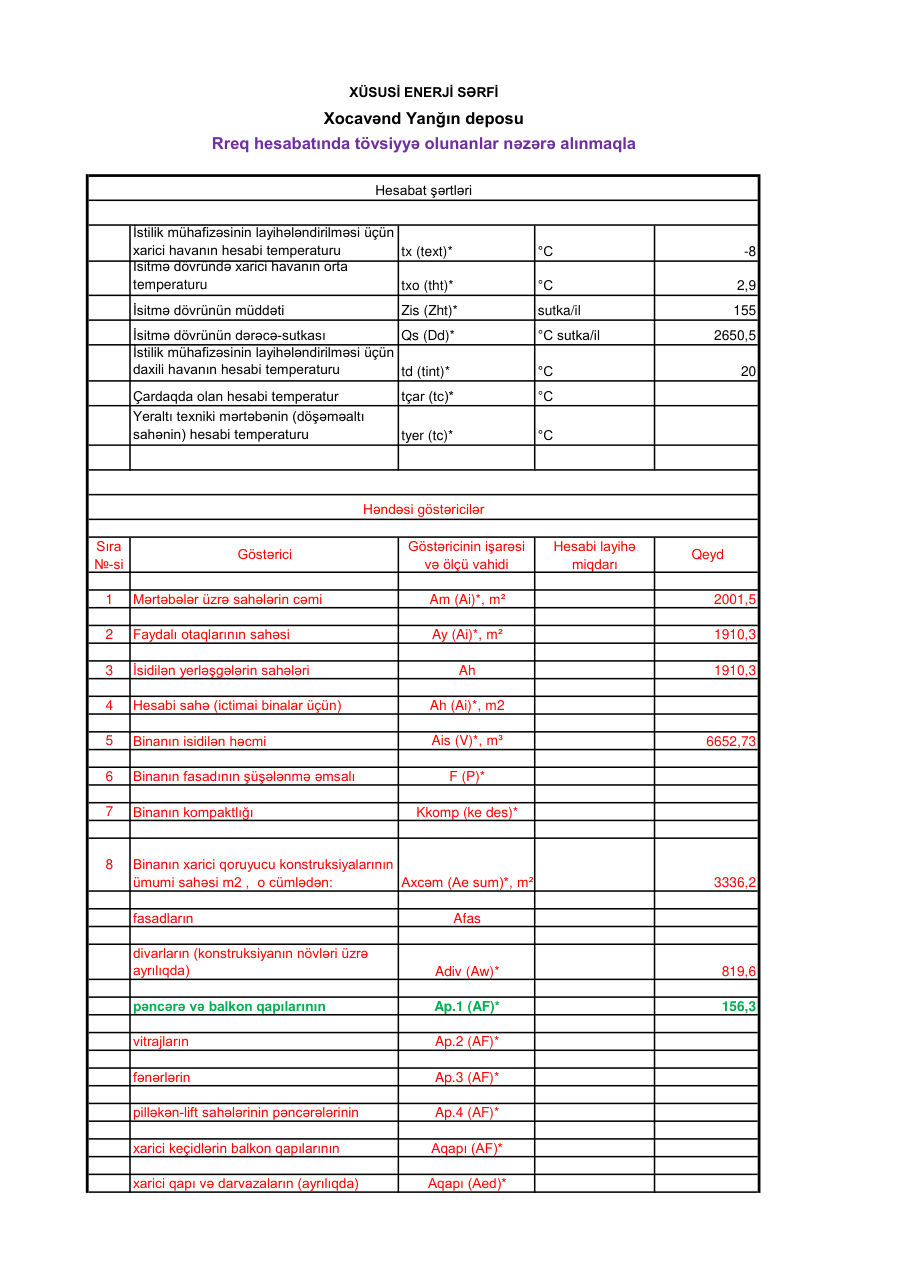 XÜSUSİ ENERJİ SƏRFİ
Xocavənd Yanğın deposu
Rreq hesabatında tövsiyyə olunanlar nəzərə alınmaqla
Hesabat şərtləri
İstilik mühafizəsinin layihələndirilməsi üçün
xarici havanın hesabi temperaturu tx (text)* °C -8
İsitmə dövründə xarici havanın orta
temperaturu txo (tht)* °C 2,9
İsitmə dövrünün müddəti Zis (Zht)* sutka/il 155
İsitmə dövrünün dərəcə-sutkası Qs (Dd)* °C sutka/il 2650,5
İstilik mühafizəsinin layihələndirilməsi üçün
daxili havanın hesabi temperaturu td (tint)* °C 20
Çardaqda olan hesabi temperatur tçar (tc)* °C
Yeraltı texniki mərtəbənin (döşəməaltı
sahənin) hesabi temperaturu tyer (tc)* °C
Həndəsi göstəricilər
Sıra Göstəricinin işarəsi Hesabi layihə
№-si Göstərici və ölçü vahidi miqdarı Qeyd
1 Mərtəbələr üzrə sahələrin cəmi Am (Ai)*, m² 2001,5
2 Faydalı otaqlarının sahəsi Ay (Ai)*, m² 1910,3
3 İsidilən yerləşgələrin sahələri Ah 1910,3
4 Hesabi sahə (ictimai binalar üçün) Ah (Ai)*, m2
5 Binanın isidilən həcmi Ais (V)*, m³ 6652,73
6 Binanın fasadının şüşələnmə əmsalı F (P)*
7 Binanın kompaktlığı Kkomp (ke des)*
8 Binanın xarici qoruyucu konstruksiyalarının
ümumi sahəsi m2 , o cümlədən: Axcəm (Ae sum)*, m² 3336,2
fasadların Afas
divarların (konstruksiyanın növləri üzrə
ayrılıqda) Adiv (Aw)* 819,6
pəncərə və balkon qapılarının Ap.1 (AF)* 156,3
vitrajların Ap.2 (AF)*
fənərlərin Ap.3 (AF)*
pilləkən-lift sahələrinin pəncərələrinin Ap.4 (AF)*
xarici keçidlərin balkon qapılarının Aqapı (AF)*
xarici qapı və darvazaların (ayrılıqda) Aqapı (Aed)*